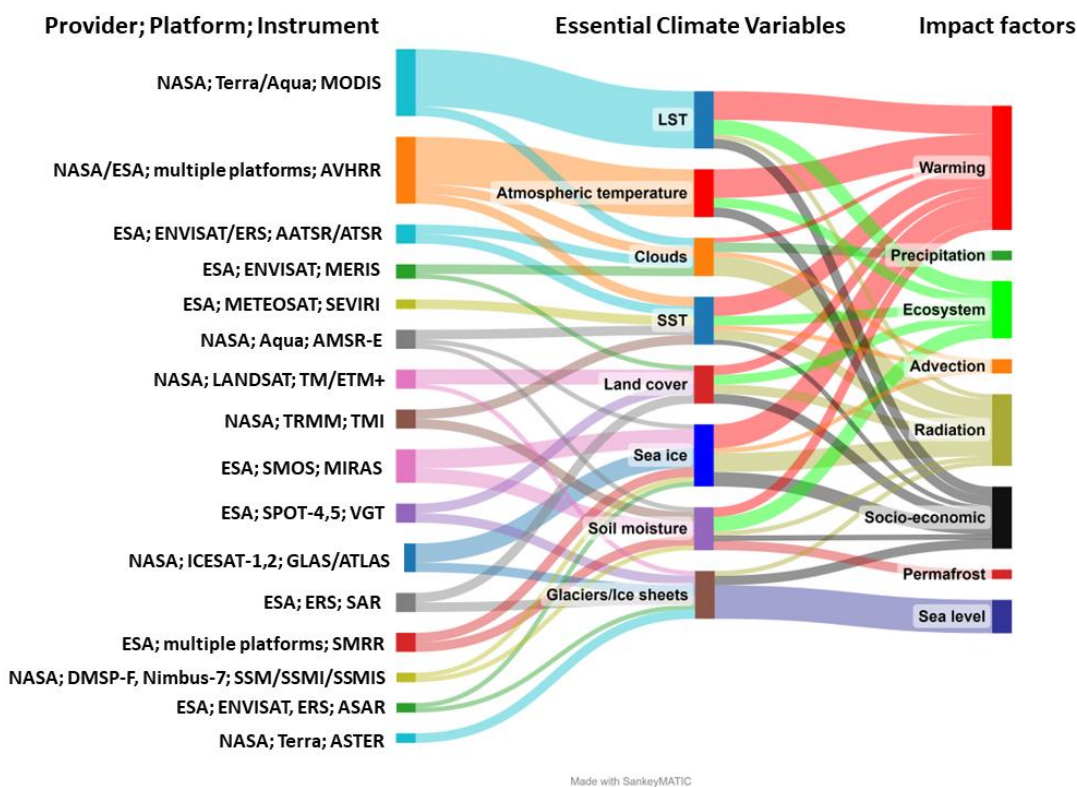 Provider; Platform; Instrument
Essential Climate Variables
Impact factors
NASA; Terra/Aqua; MODIS
NASA/ESA; multiple platforms; AVHRR
ESA; ENVISAT/ERS; AATSR/ATSR
ESA; ENVISAT; MERIS
ESA; METEOSAT; SEVIRI
NASA; Aqua; AMSR-E
NASA; LANDSAT; TM/ETM+
NASA; TRMM; TMI
ESA; SMOS; MIRAS
ESA; SPOT-4,5; VGT
NASA; ICESAT-1,2; GLAS/ATLAS
ESA; ERS; SAR
ESA; multiple platforms; SMRR
NASA; DMSP-F, Nimbus-7; SSM/SSMI/SSMIS
ESA; ENVISAT, ERS; ASAR
NASA; Terra; ASTER
LST
Atmospheric temperature
Clouds
SST
Land cover
Sea ice
Soil moisture
Glaciers/Ice sheets
Warming
Precipitation
Ecosystem
Advection
Radiation
Socio-economic
Permafrost
Sea level
Made with SankeyMATIC